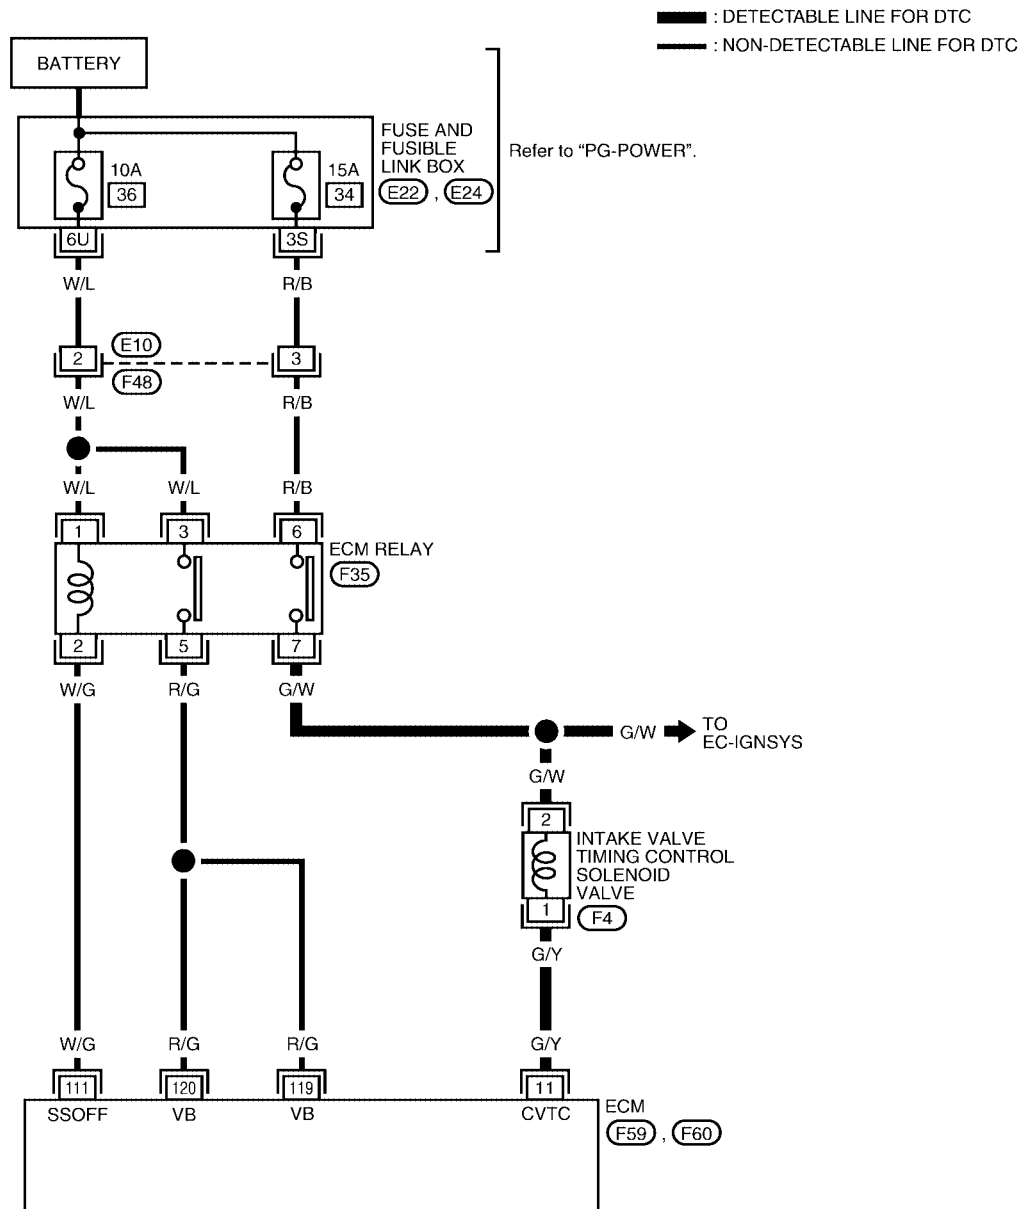 : DETECTABLE LINE FOR DTC
: NON-DETECTABLE LINE FOR DTC
BATTERY
FUSE AND
FUSIBLE
LINK BOX
E22 , E24
Refer to “PG-POWER”.
10A
36
15A
34
6U 3S
W/L R/B
2 E10 3
F48
W/L R/B
W/L W/L R/B
1 3 6
ECM RELAY
F35
2 5 7
W/G R/G G/W
G/W
TO
EC-IGNSYS
G/W
2
INTAKE VALVE
TIMING CONTROL
SOLENOID
VALVE
F4
1
G/Y
W/G R/G R/G G/Y
111 120 119 11
SSOFF VB VB CVTC
ECM
F59 , F60